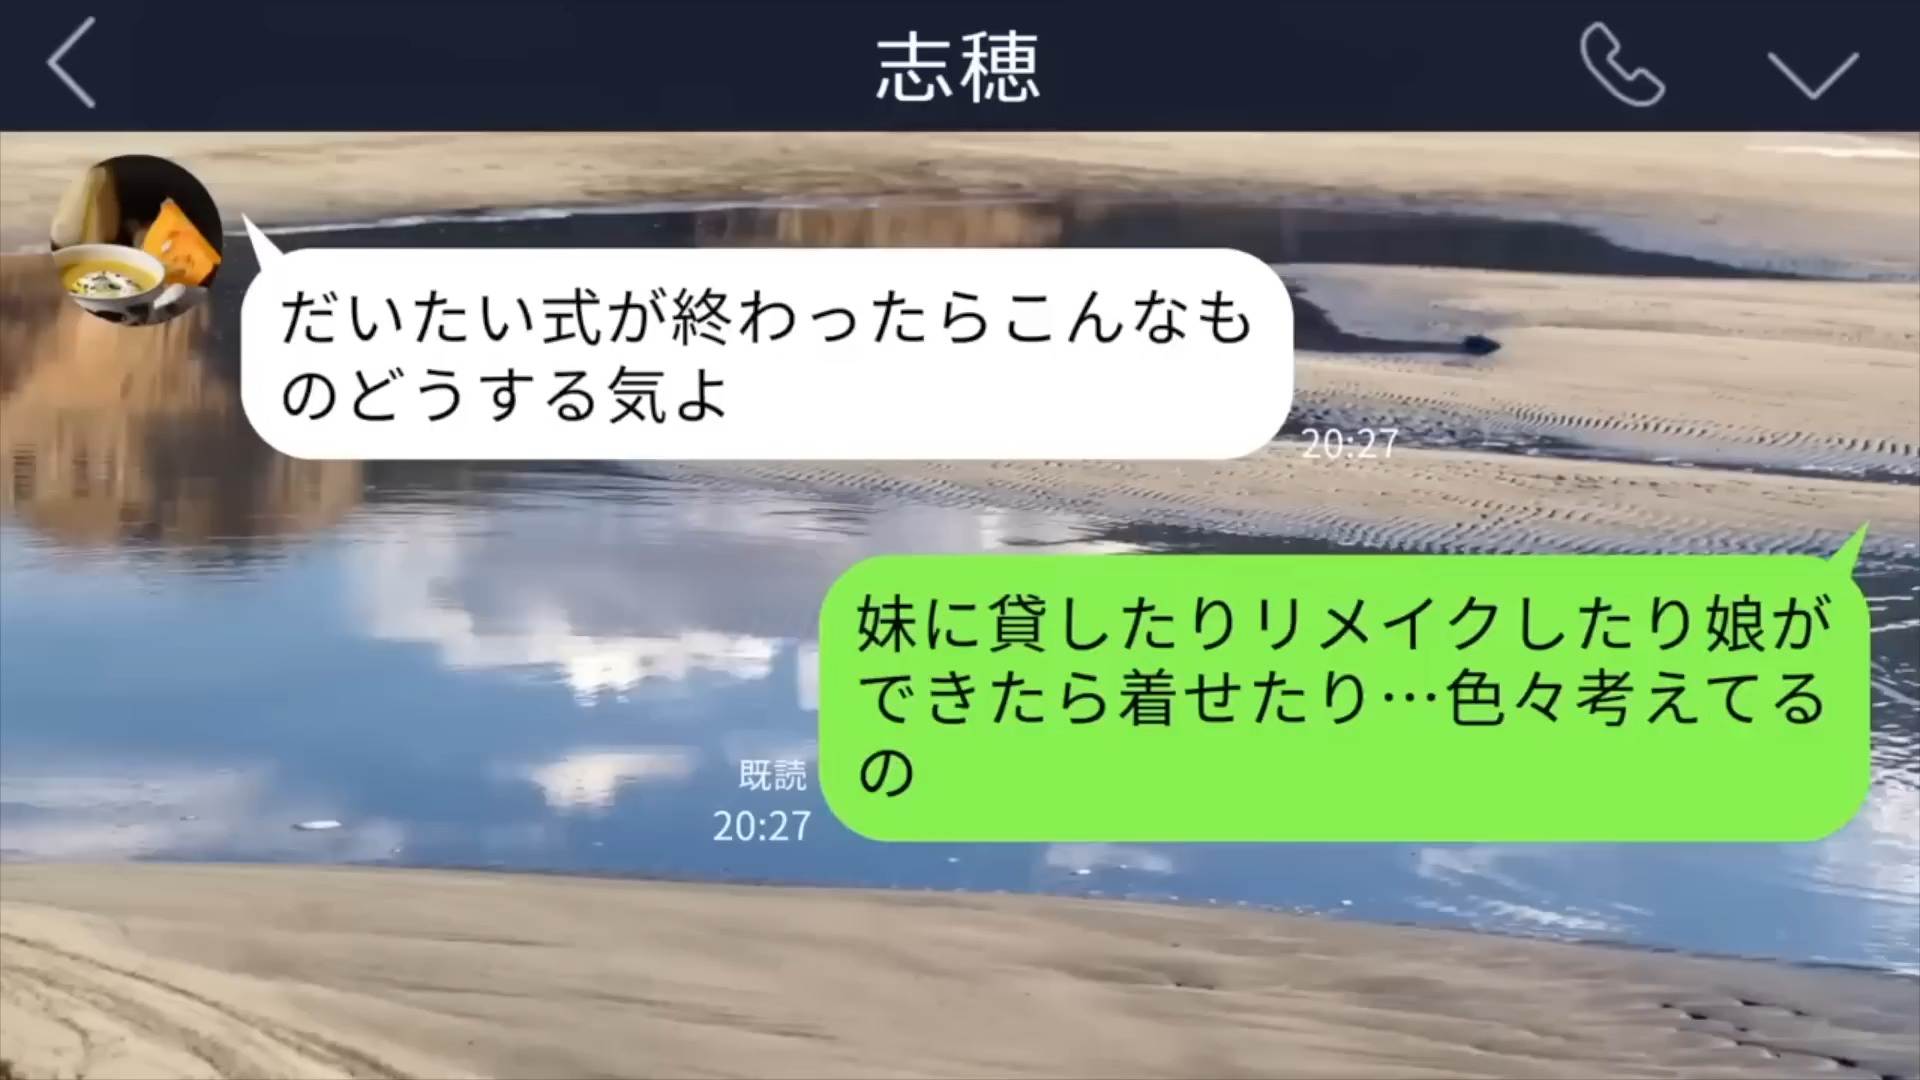 志穂
だいたい式が終わったらこんなも
のどうする気よ
20:27
妹に貸したりリメイクしたり娘が
できたら着せたり…色々考えてる
の
既読
20:27